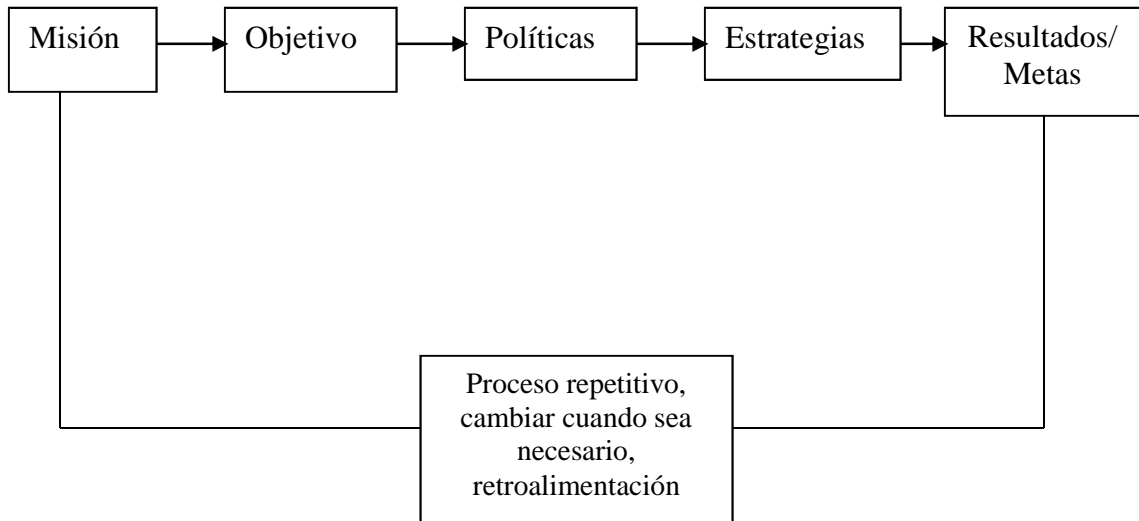 Misión
Objetivo
Políticas
Estrategias
Resultados/
Metas
Proceso repetitivo,
cambiar cuando sea
necesario,
retroalimentación